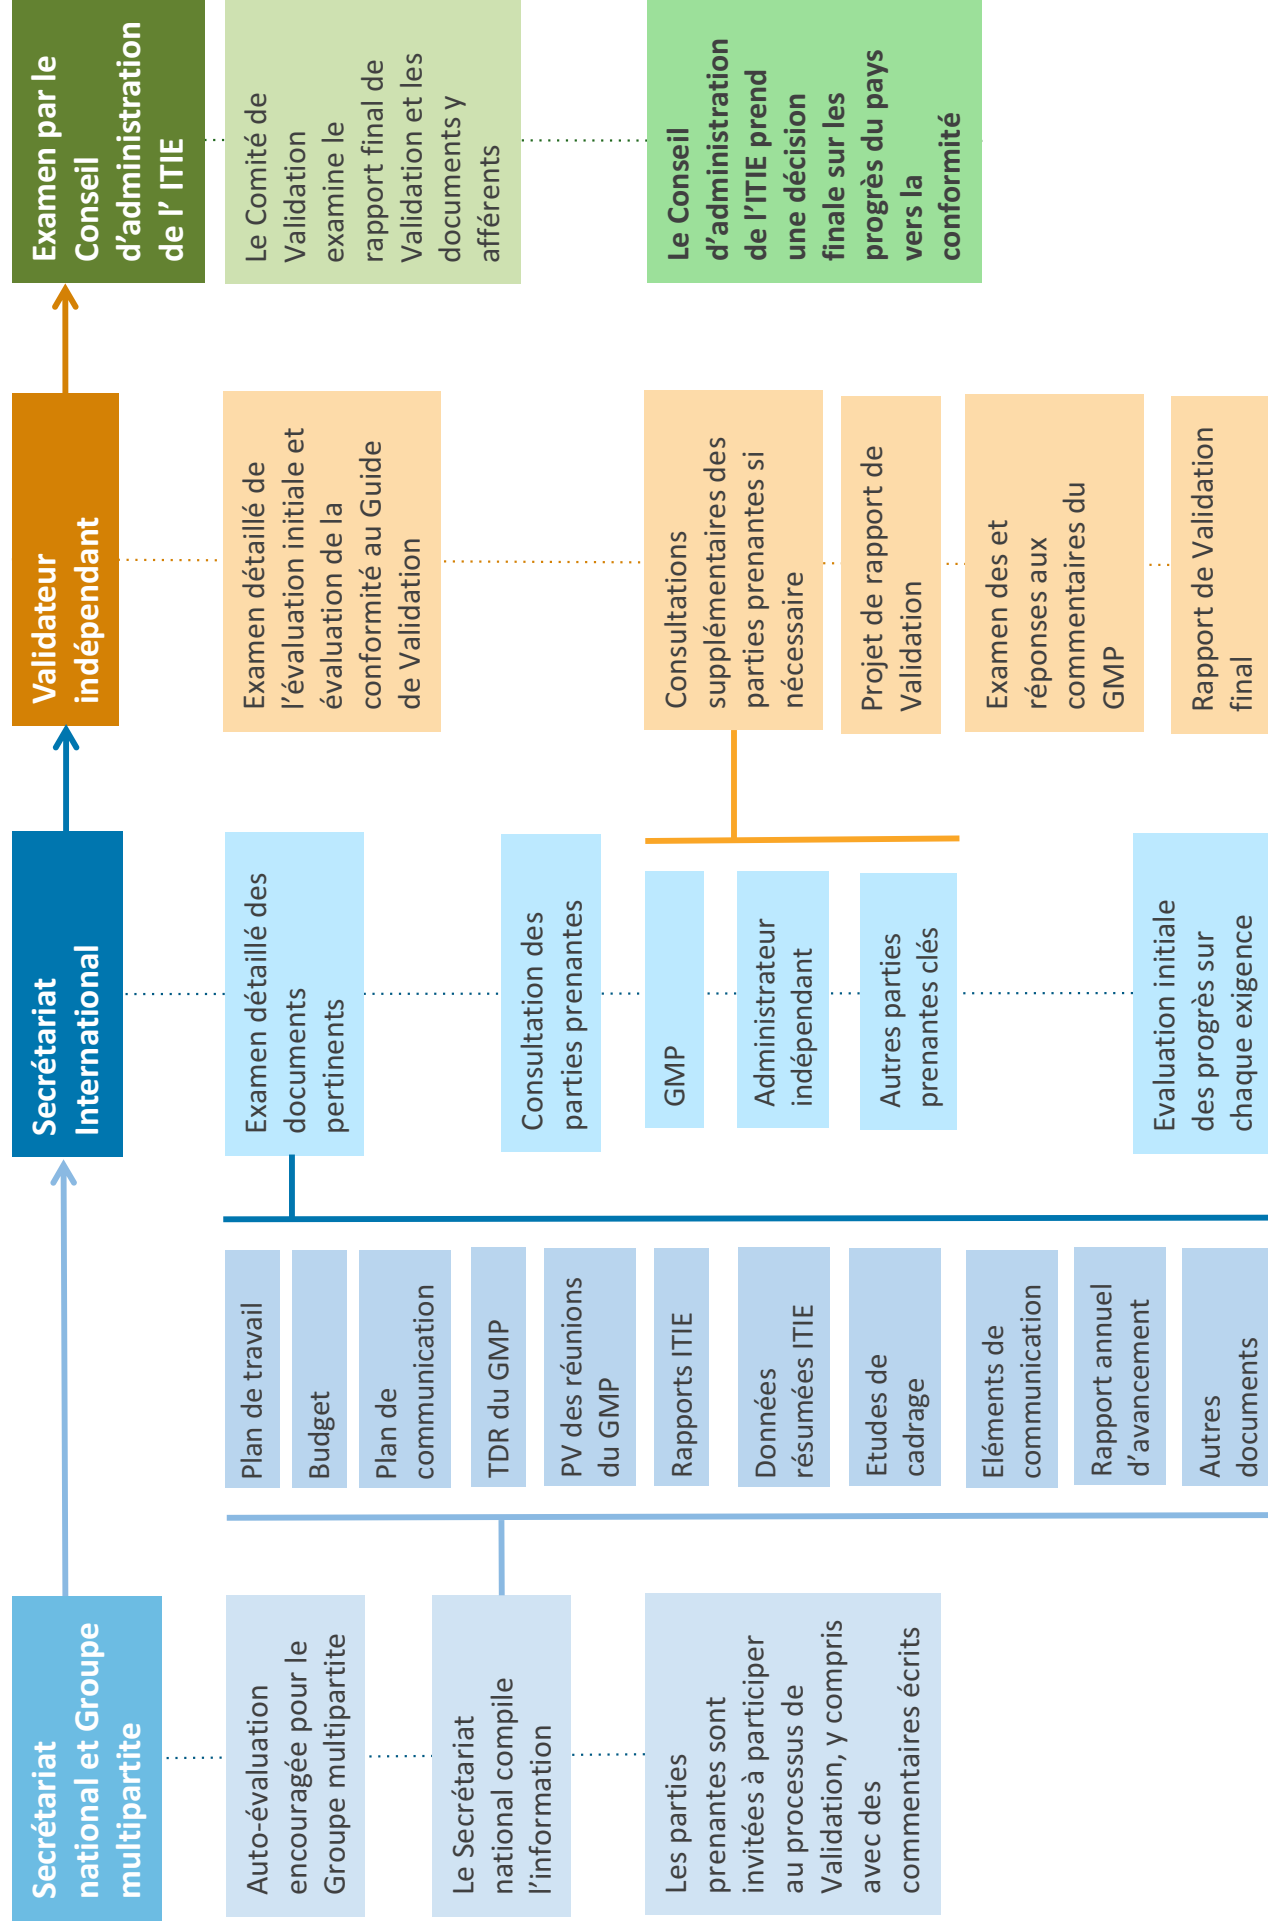 Secrétariat
national et Groupe
multipartite
Auto-évaluation
encouragée pour le
Groupe multipartite
Le Secrétariat
national compile
l’information
Les parties
prenantes sont
invitées à participer
au processus de
Validation, y compris
avec des
commentaires écrits
Plan de travail
Budget
Plan de
communication
TDR du GMP
PV des réunions
du GMP
Rapports ITIE
Données
résumées ITIE
Etudes de
cadrage
Eléments de
communication
Rapport annuel
d’avancement
Autres
documents
Secrétariat
International
Examen détaillé des
documents
pertinents
Consultation des
parties prenantes
GMP
Administrateur
indépendant
Autres parties
prenantes clés
Evaluation initiale
des progrès sur
chaque exigence
Validateur
indépendant
Examen détaillé de
l’évaluation initiale et
évaluation de la
conformité au Guide
de Validation
Consultations
supplémentaires des
parties prenantes si
nécessaire
Projet de rapport de
Validation
Examen des et
réponses aux
commentaires du
GMP
Rapport de Validation
final
Examen par le
Conseil
d’administration
de l’ ITIE
Le Comité de
Validation
examine le
rapport final de
Validation et les
documents y
afférents
Le Conseil
d’administration
de l’ITIE prend
une décision
finale sur les
progrès du pays
vers la
conformité